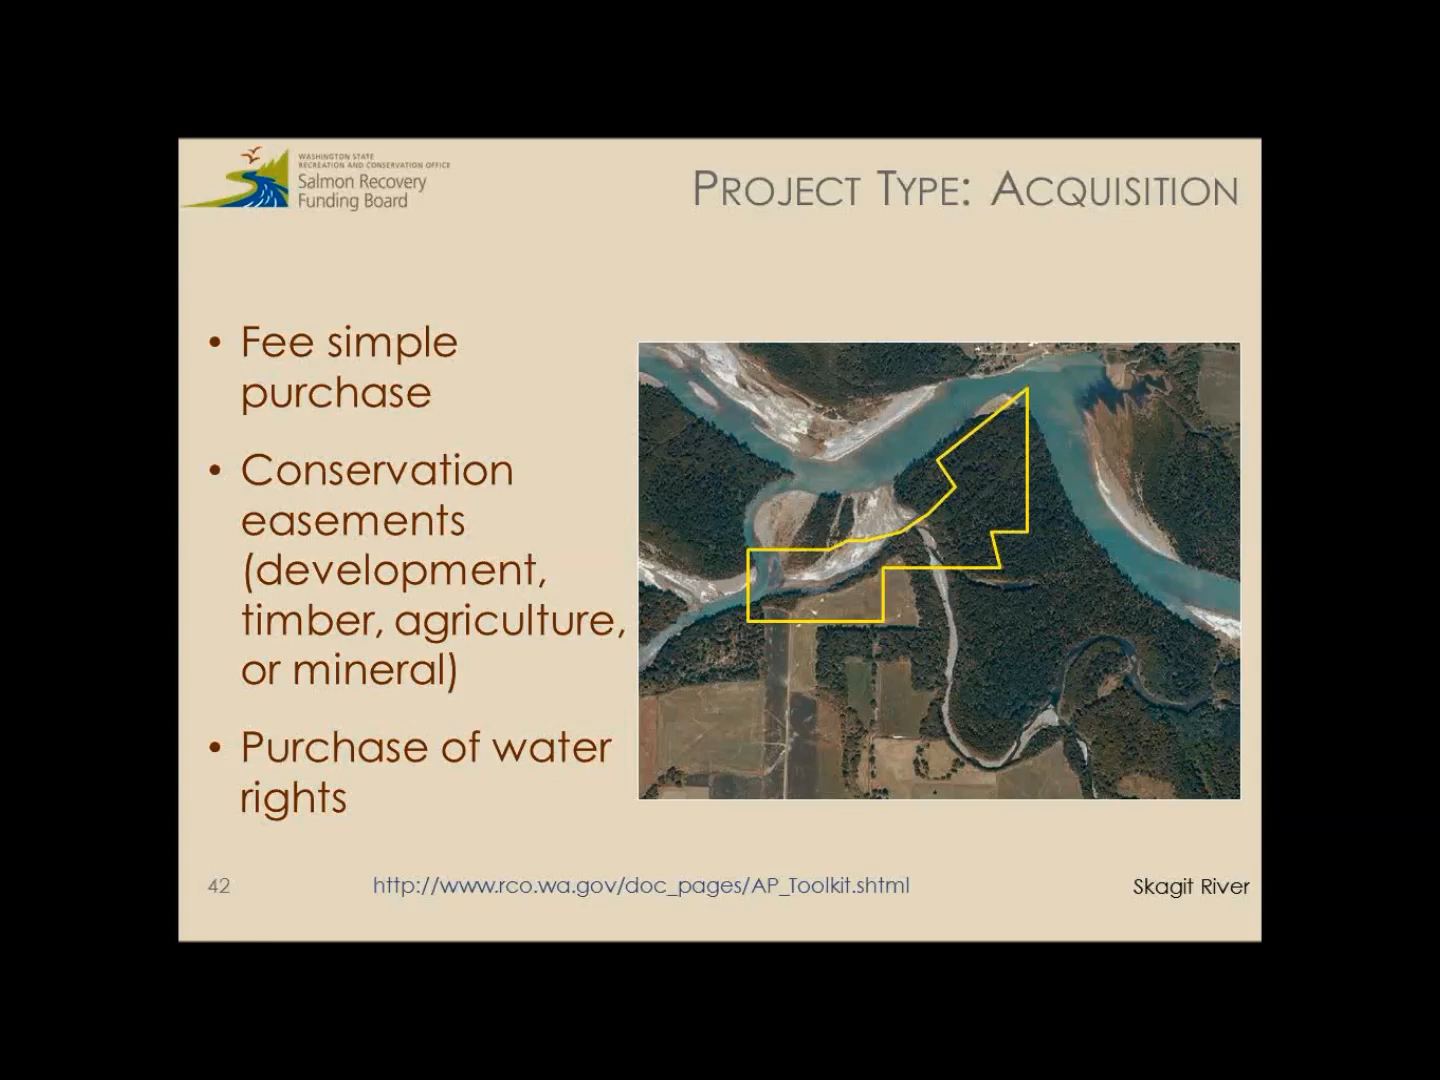 WASHINGTON STATE
RECREATION AND CONSERVATION OFFICE
Salmon Recovery
Funding Board
PROJECT TYPE: ACQUISITION
• Fee simple
purchase
• Conservation
easements
(development,
timber, agriculture,
or mineral)
• Purchase of water
rights
42
http://www.rco.wa.gov/doc_pages/AP_Toolkit.shtml
Skagit River